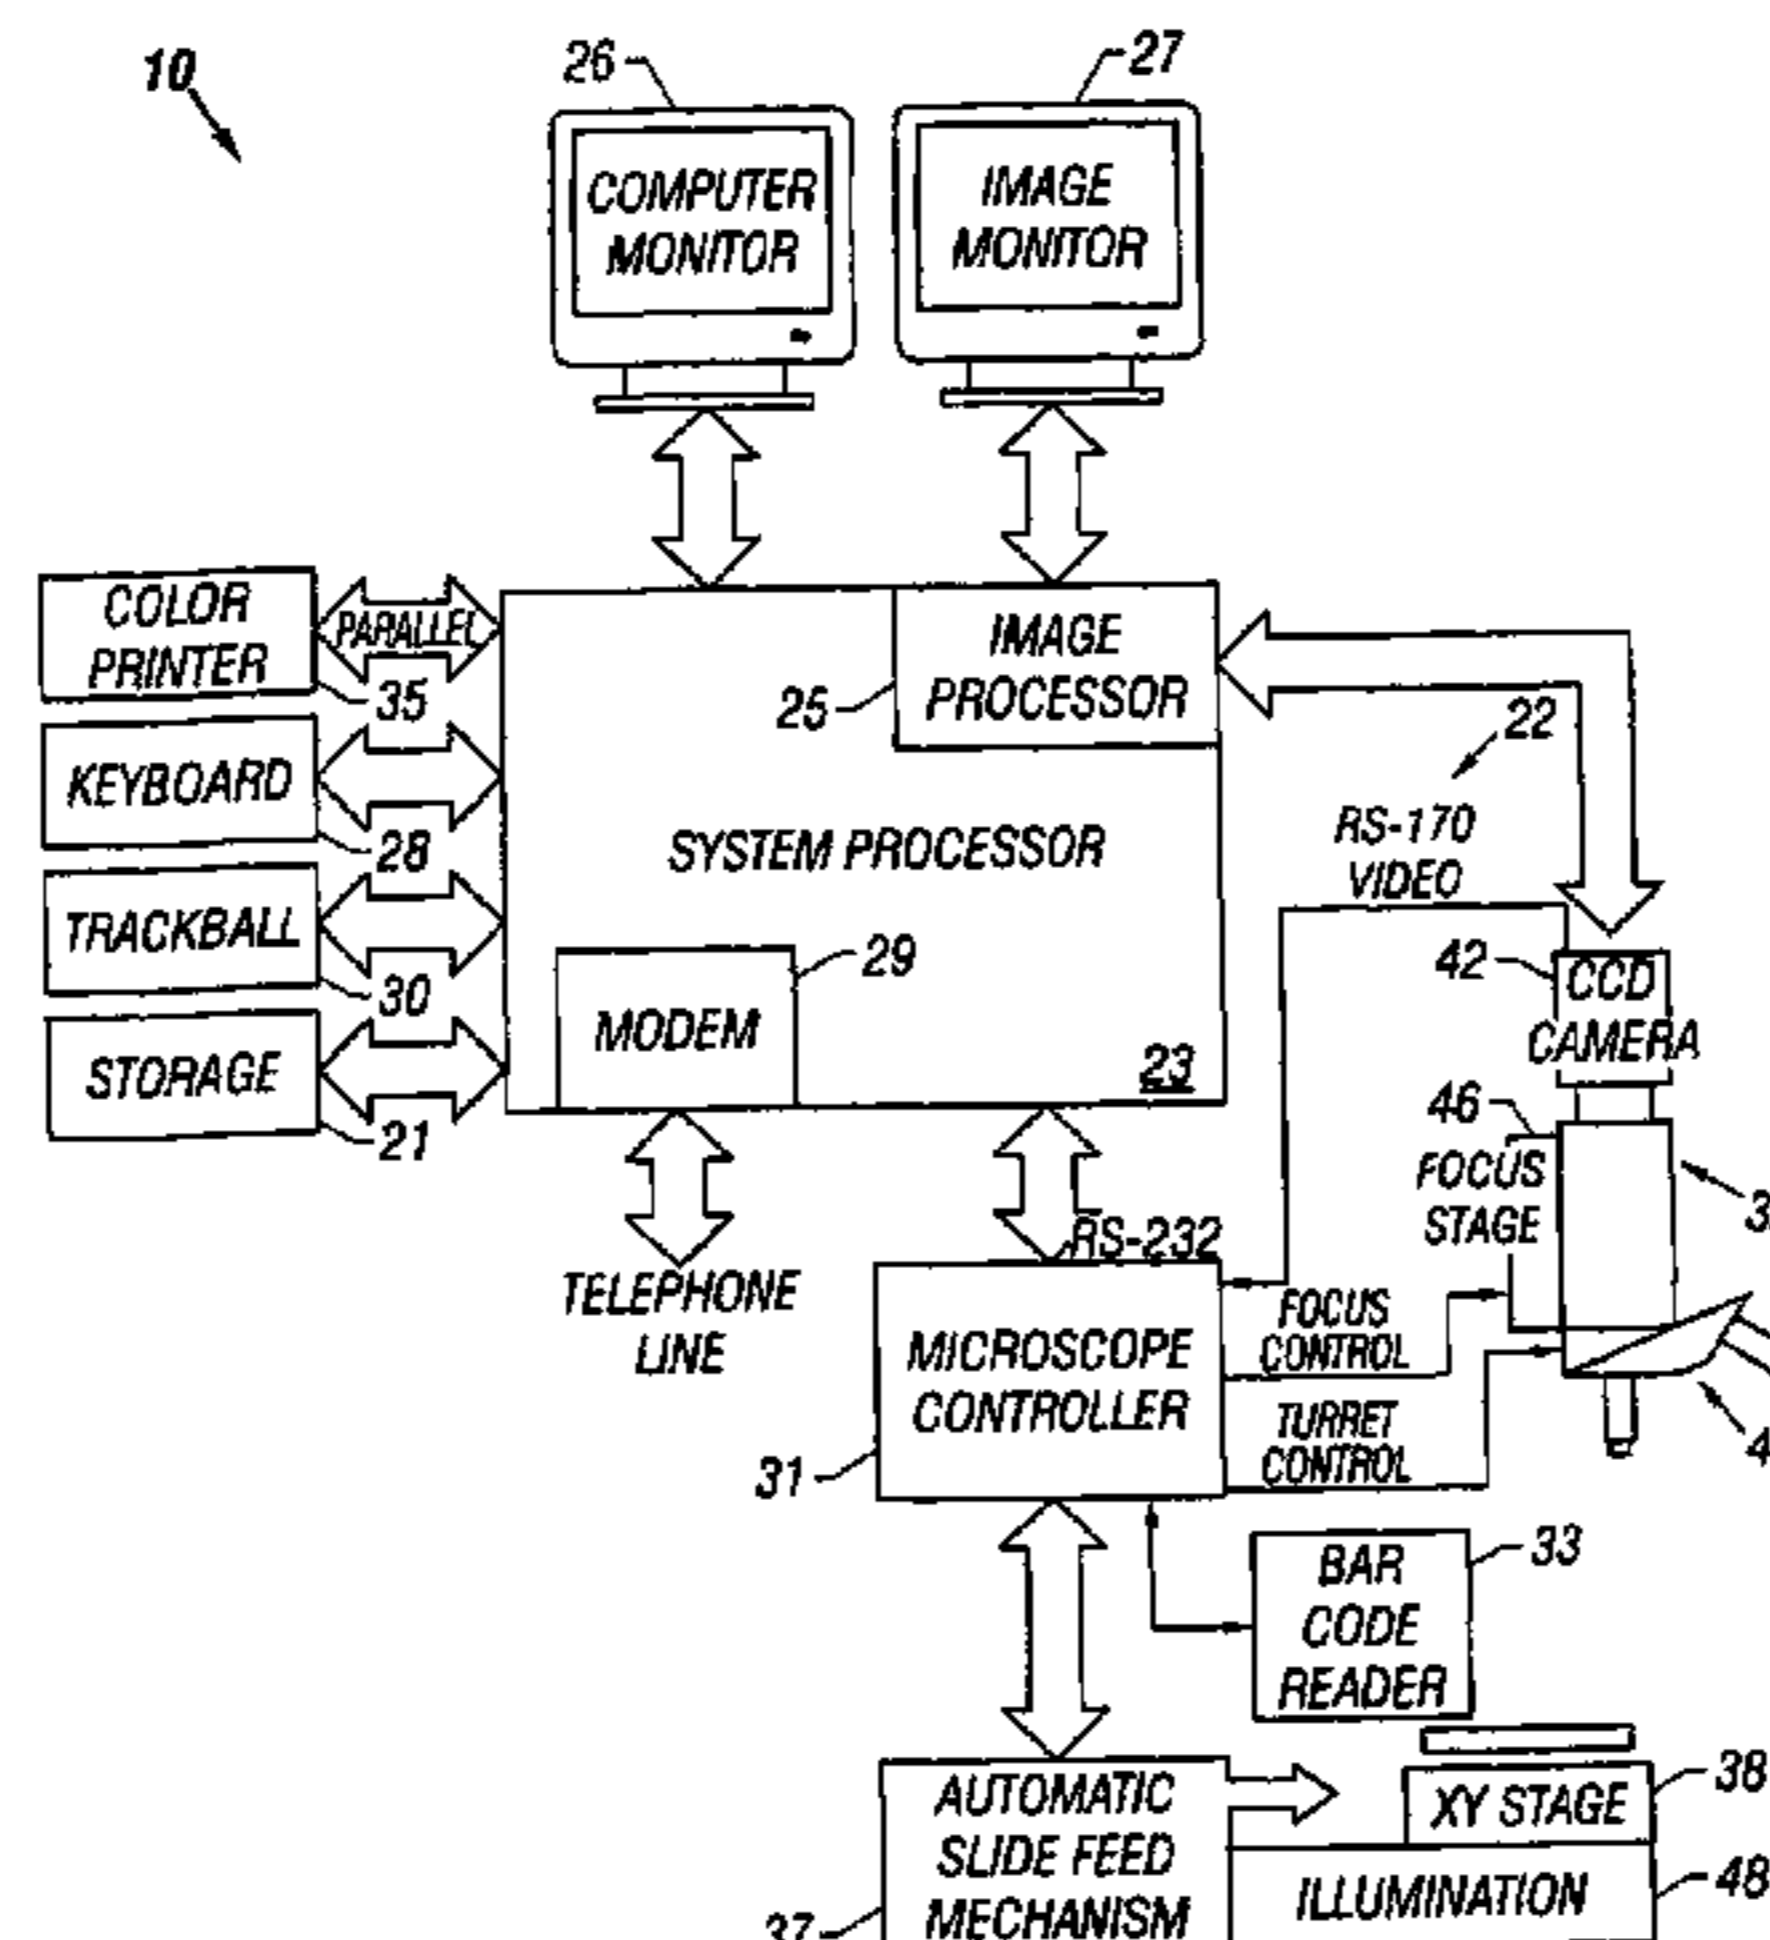 10
26
27
COMPUTER
MONITOR
IMAGE
MONITOR
COLOR
PRINTER
PARALLEL
35
IMAGE
PROCESSOR
25
22
KEYBOARD
28
SYSTEM PROCESSOR
RS-170
VIDEO
TRACKBALL
30
29
42
CCD
CAMERA
MODEM
23
STORAGE
21
46
FOCUS
STAGE
RS-232
TELEPHONE
LINE
MICROSCOPE
CONTROLLER
31
FOCUS
CONTROL
TURRET
CONTROL
BAR
CODE
READER
33
AUTOMATIC
SLIDE FEED
MECHANISM
37
XY STAGE
38
ILLUMINATION
48